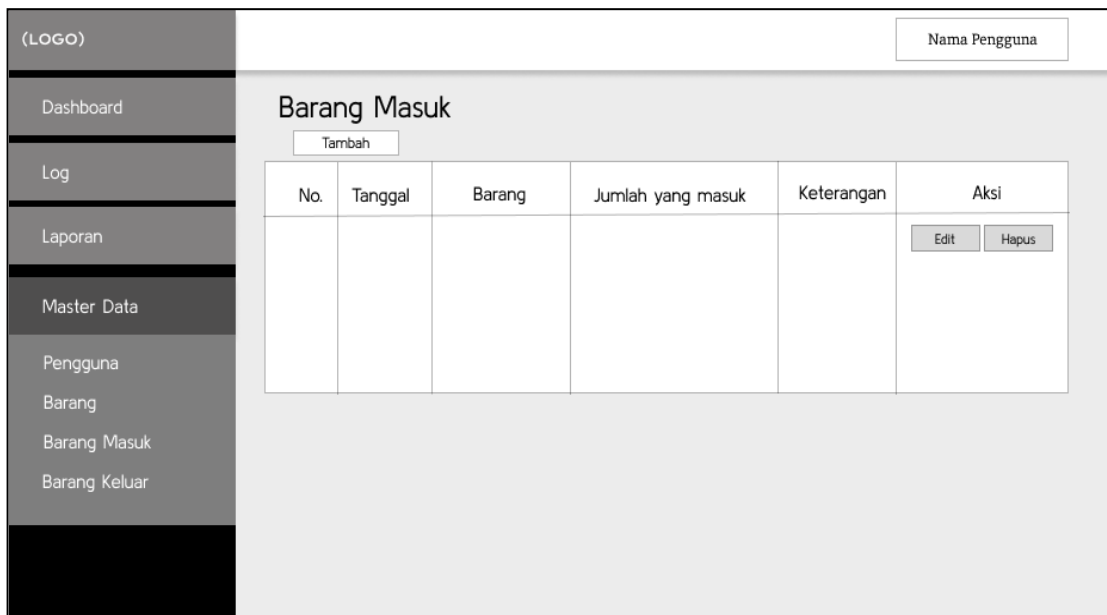 (LOGO)
Nama Pengguna
Dashboard
Log
Laporan
Master Data
Pengguna
Barang
Barang Masuk
Barang Keluar
Barang Masuk
Tambah
No. Tanggal Barang Jumlah yang masuk Keterangan Aksi
Edit Hapus